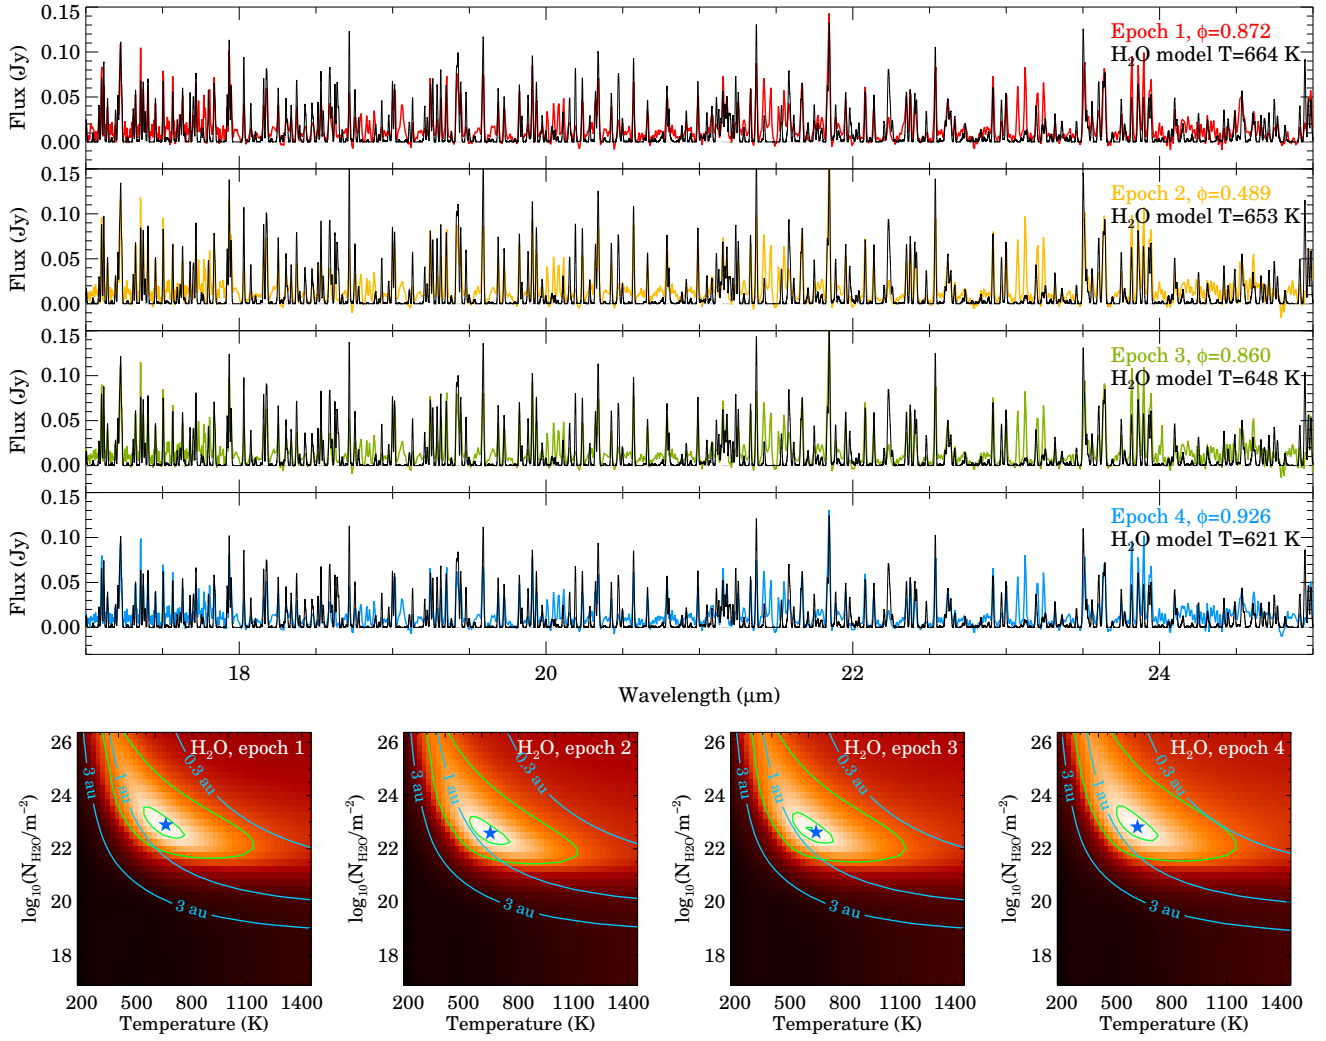 0.15
0.10
0.05
0.00
Flux (Jy)
Epoch 1, ϕ=0.872
H₂O model T=664 K
0.15
0.10
0.05
0.00
Flux (Jy)
Epoch 2, ϕ=0.489
H₂O model T=653 K
0.15
0.10
0.05
0.00
Flux (Jy)
Epoch 3, ϕ=0.860
H₂O model T=648 K
0.15
0.10
0.05
0.00
Flux (Jy)
Epoch 4, ϕ=0.926
H₂O model T=621 K
18 20 22 24
Wavelength (μm)
26
24
22
20
18
log₁₀(N_H2O/m⁻²)
H₂O, epoch 1
3 au
1 au
0.3 au
3 au
200 500 800 1100 1400
Temperature (K)
26
24
22
20
18
log₁₀(N_H2O/m⁻²)
H₂O, epoch 2
3 au
1 au
0.3 au
3 au
200 500 800 1100 1400
Temperature (K)
26
24
22
20
18
log₁₀(N_H2O/m⁻²)
H₂O, epoch 3
3 au
1 au
0.3 au
3 au
200 500 800 1100 1400
Temperature (K)
26
24
22
20
18
log₁₀(N_H2O/m⁻²)
H₂O, epoch 4
3 au
1 au
0.3 au
3 au
200 500 800 1100 1400
Temperature (K)